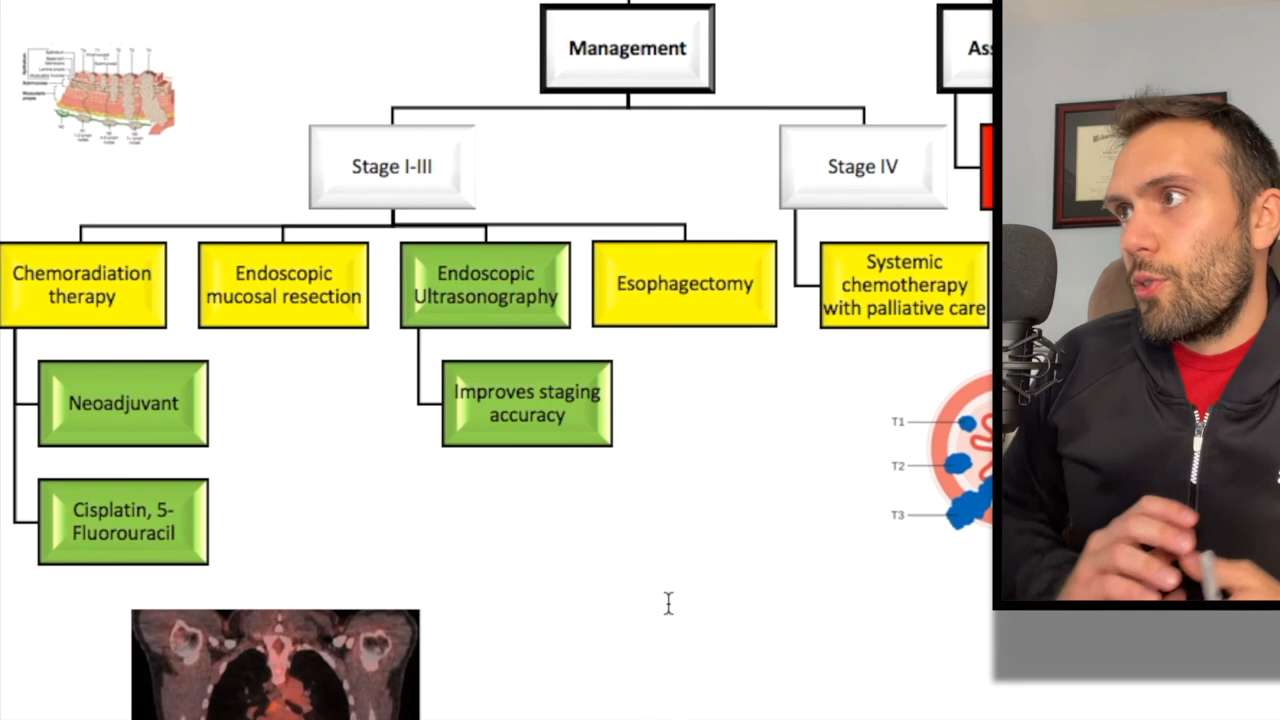 Management
Ass
Stage I-III
Stage IV
Chemoradiation
therapy
Endoscopic
mucosal resection
Endoscopic
Ultrasonography
Esophagectomy
Systemic
chemotherapy
with palliative care
Neoadjuvant
Improves staging
accuracy
Cisplatin, 5-
Fluorouracil
T1
T2
T3